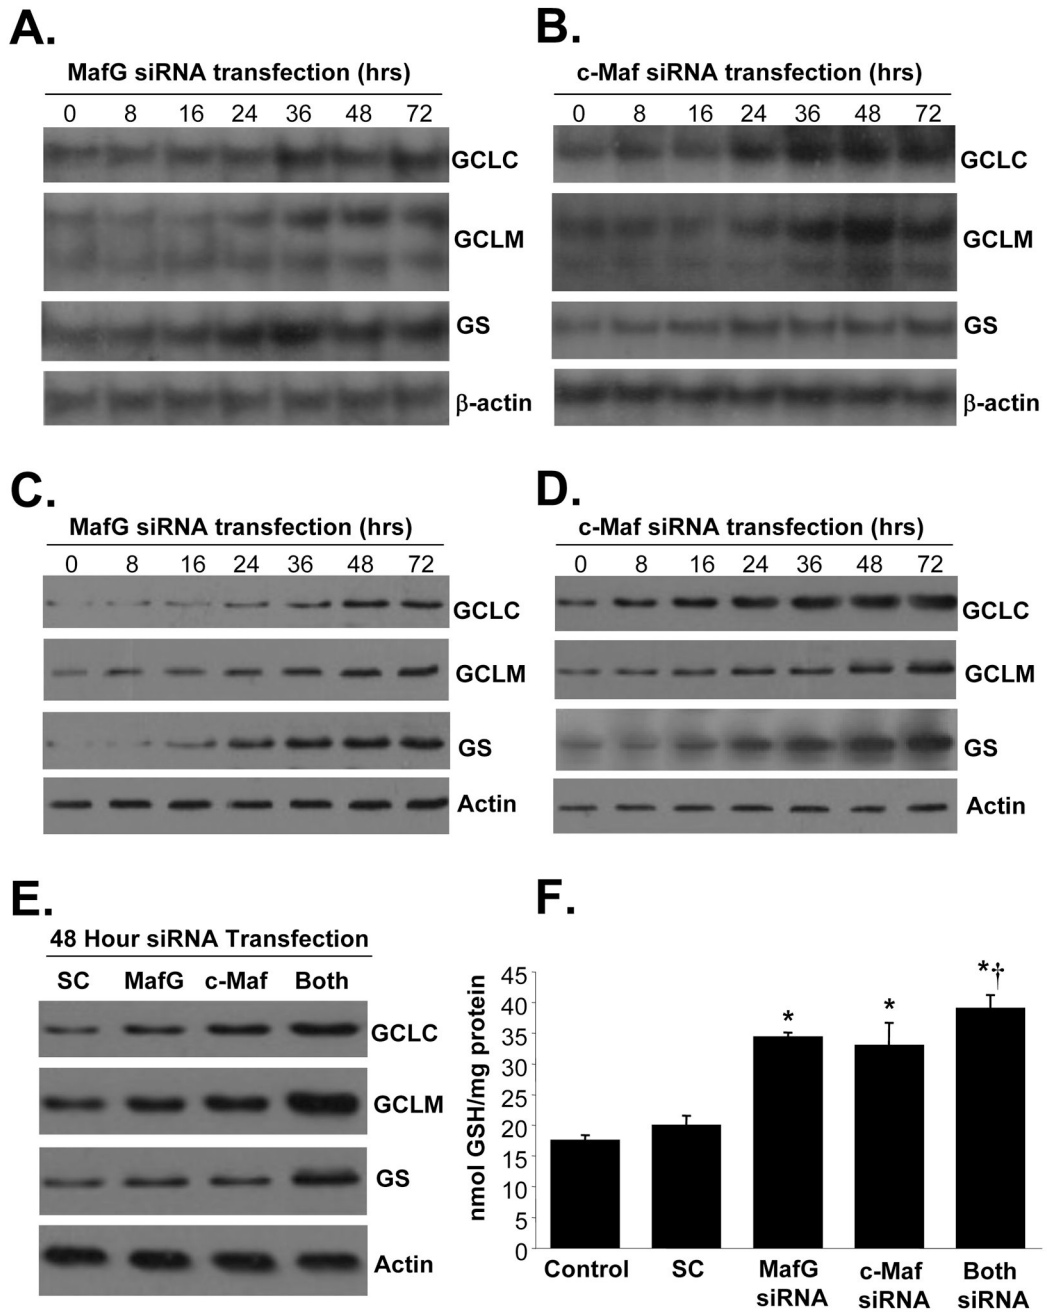 A.
MafG siRNA transfection (hrs)
0 8 16 24 36 48 72
GCLC
GCLM
GS
β-actin
B.
c-Maf siRNA transfection (hrs)
0 8 16 24 36 48 72
GCLC
GCLM
GS
β-actin
C.
MafG siRNA transfection (hrs)
0 8 16 24 36 48 72
GCLC
GCLM
GS
Actin
D.
c-Maf siRNA transfection (hrs)
0 8 16 24 36 48 72
GCLC
GCLM
GS
Actin
E.
48 Hour siRNA Transfection
SC MafG c-Maf Both
GCLC
GCLM
GS
Actin
F.
nmol GSH/mg protein
45
40
35
30
25
20
15
10
5
0
*
*
*†
Control
SC
MafG
siRNA
c-Maf
siRNA
Both
siRNA